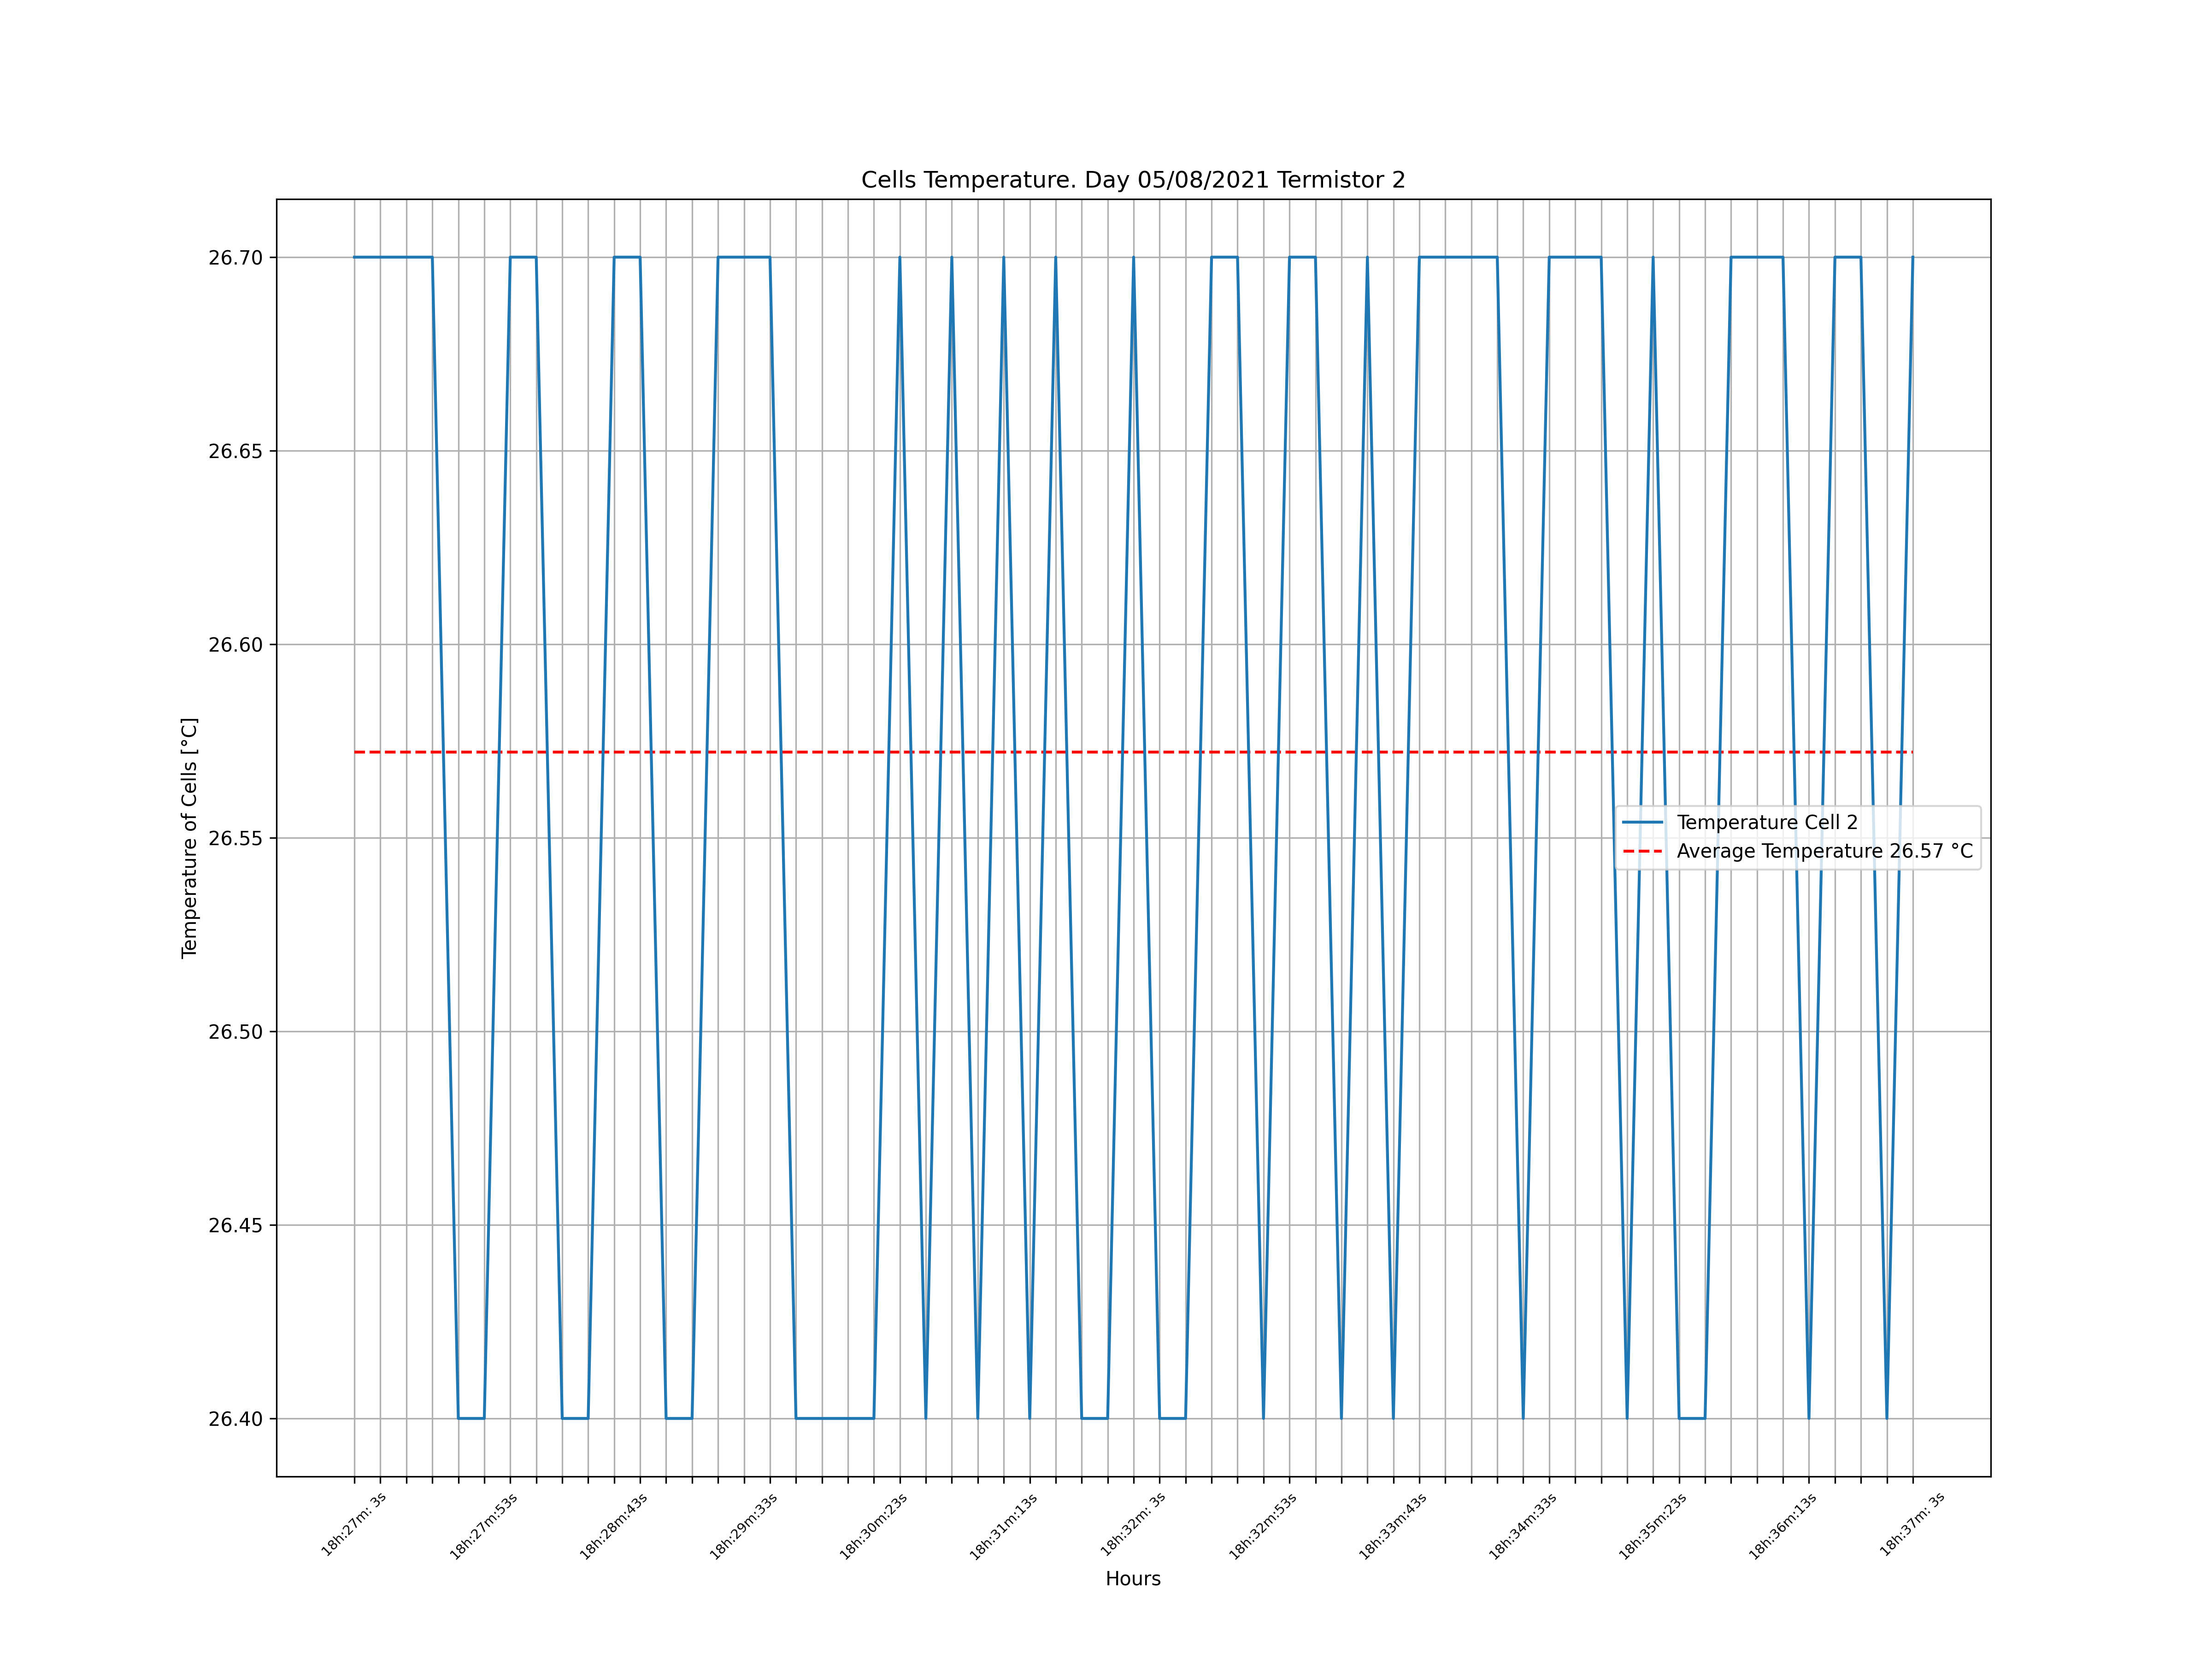 Cells Temperature. Day 05/08/2021 Termistor 2
26.70
26.65
26.60
26.55
26.50
26.45
26.40
Temperature of Cells [°C]
Temperature Cell 2
Average Temperature 26.57 °C
18h:27m: 3s
18h:27m:53s
18h:28m:43s
18h:29m:33s
18h:30m:23s
18h:31m:13s
18h:32m: 3s
18h:32m:53s
18h:33m:43s
18h:34m:33s
18h:35m:23s
18h:36m:13s
18h:37m: 3s
Hours